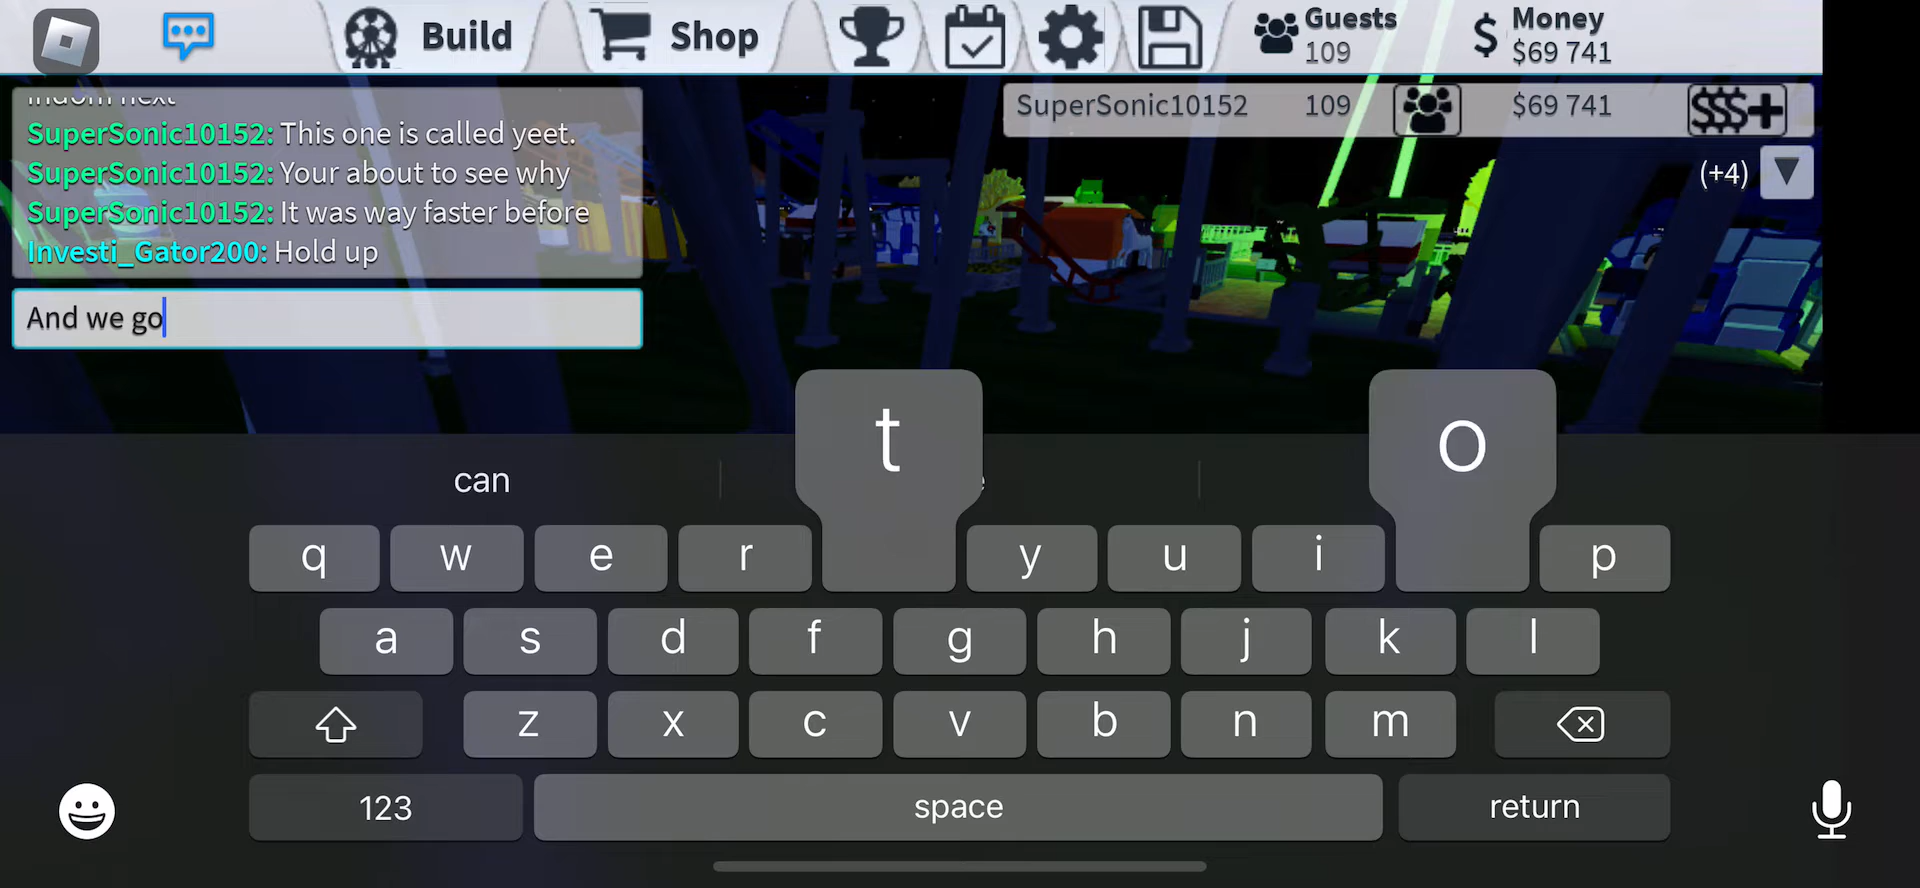 Build
Shop
Guests
109
Money
$69 741
SuperSonic10152 109 $69 741
(+4)
next
SuperSonic10152: This one is called yeet.
SuperSonic10152: Your about to see why
SuperSonic10152: It was way faster before
Investi_Gator200: Hold up
And we go
t o
can
q w e r y u i p
a s d f g h j k l
z x c v b n m
123 space return